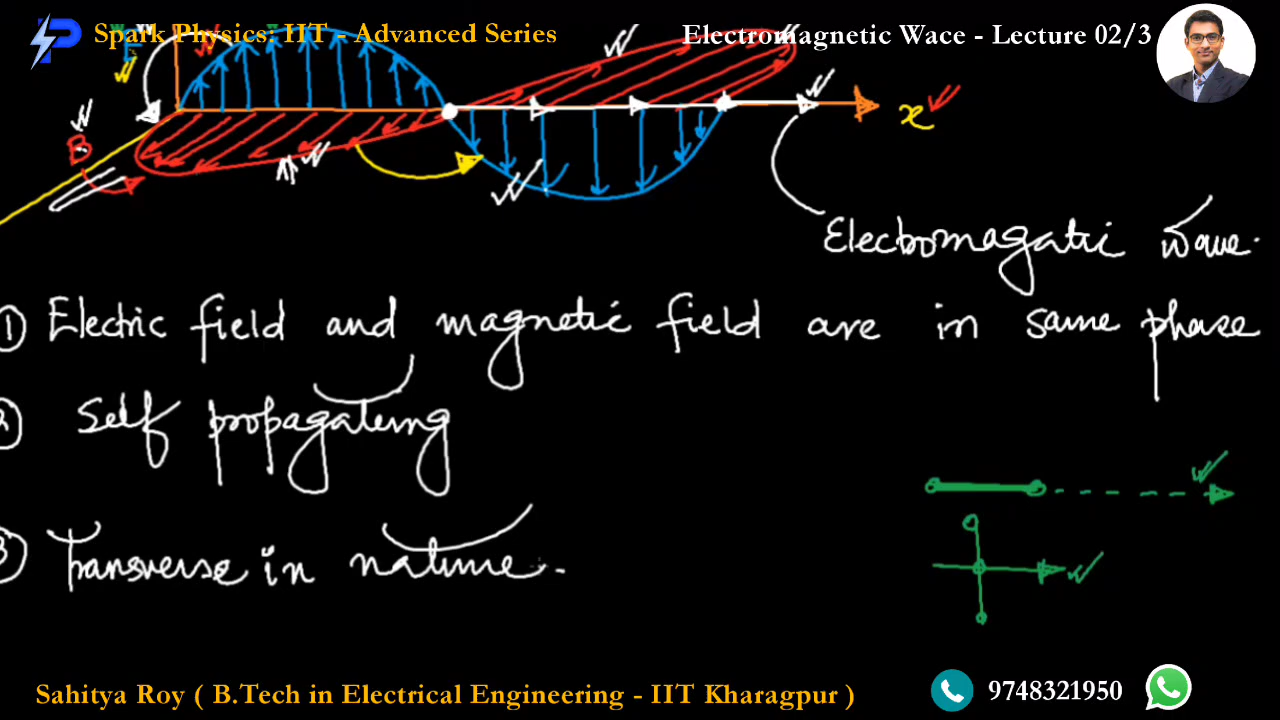 Spark Physics: IIT - Advanced Series
Electromagnetic Wace - Lecture 02/3
E
B
x
Electromagatic wave.
① Electric field and magnetic field are in same phase
② Self propagating
③ Transverse in nature.
Sahitya Roy ( B.Tech in Electrical Engineering - IIT Kharagpur )
9748321950